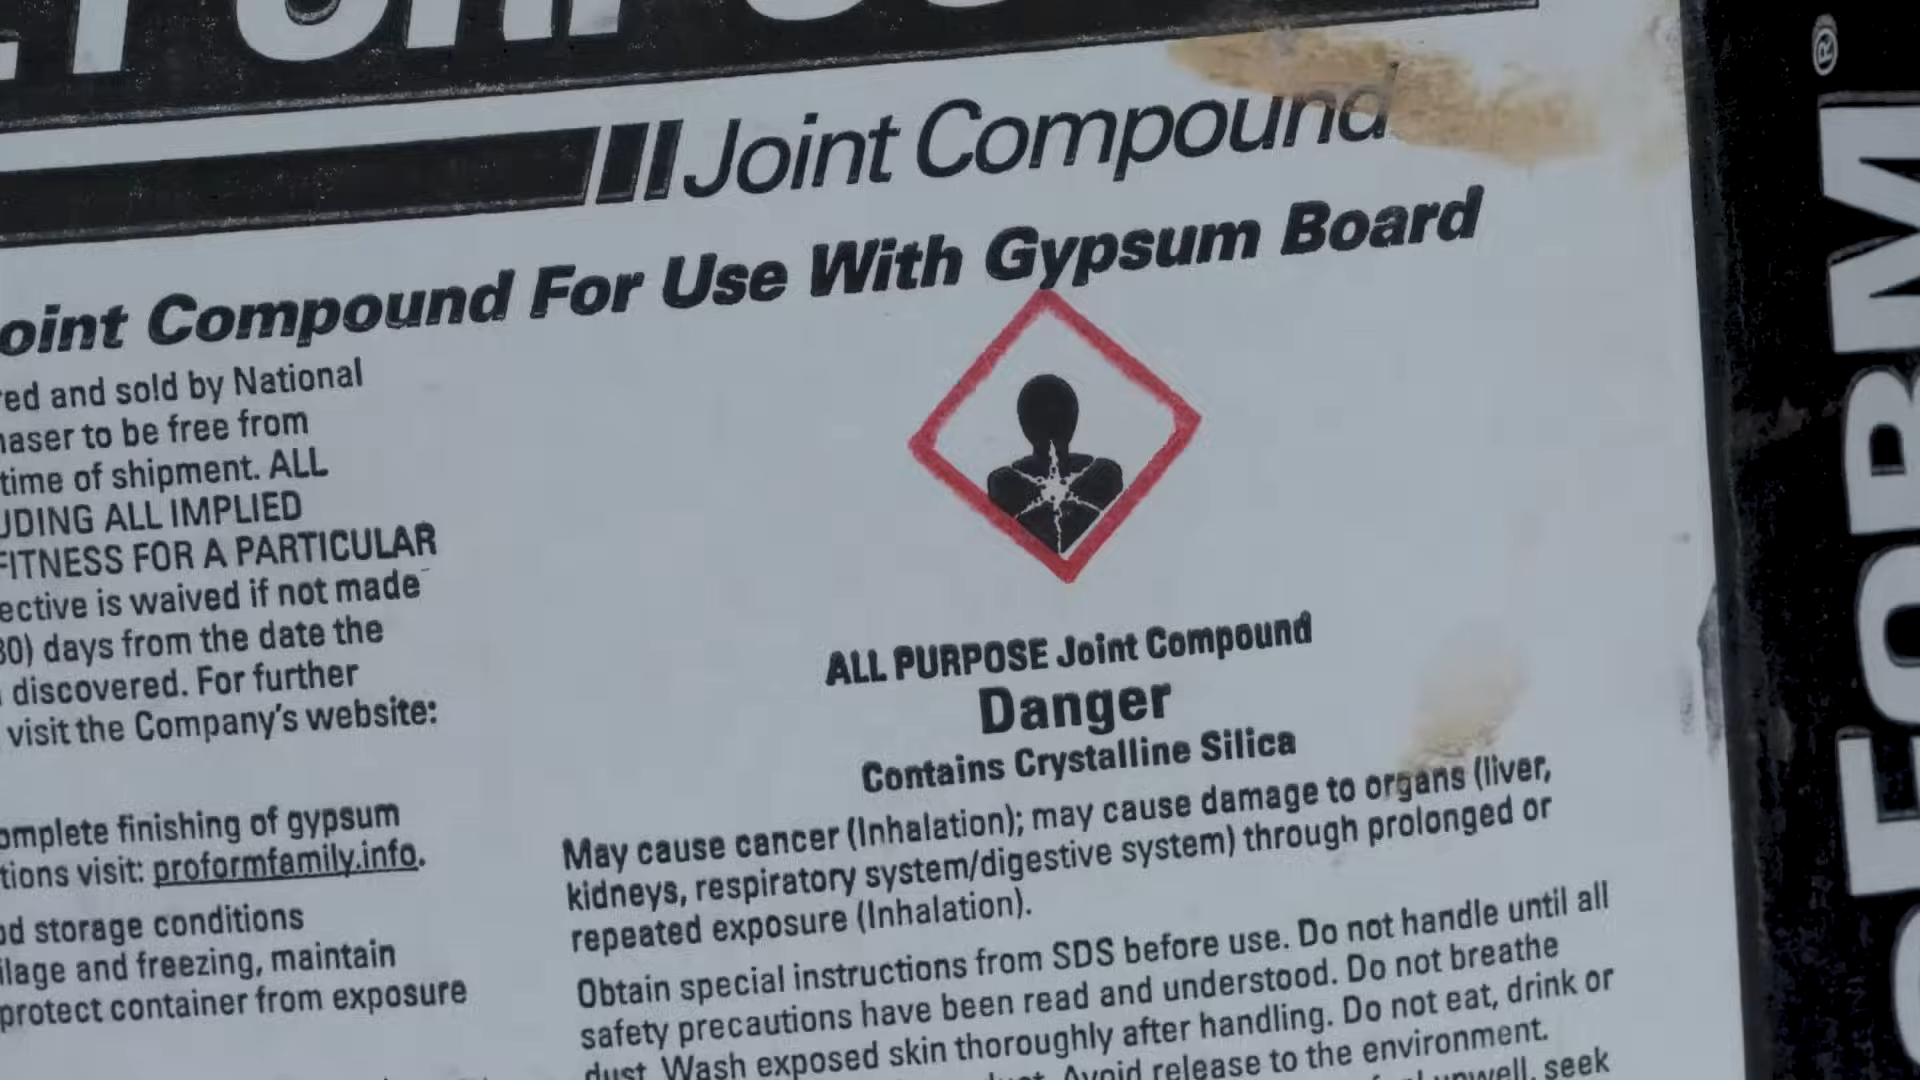 Joint Compound
oint Compound For Use With Gypsum Board
red and sold by National
haser to be free from
time of shipment. ALL
UDING ALL IMPLIED
FITNESS FOR A PARTICULAR
ective is waived if not made
30) days from the date the
discovered. For further
visit the Company's website:
omplete finishing of gypsum
tions visit: proformfamily.info.
od storage conditions
ilage and freezing, maintain
protect container from exposure
ALL PURPOSE Joint Compound
Danger
Contains Crystalline Silica
May cause cancer (Inhalation); may cause damage to organs (liver,
kidneys, respiratory system/digestive system) through prolonged or
repeated exposure (Inhalation).
Obtain special instructions from SDS before use. Do not handle until all
safety precautions have been read and understood. Do not breathe
dust. Wash exposed skin thoroughly after handling. Do not eat, drink or
Avoid release to the environment.
unwell, seek
FORM®